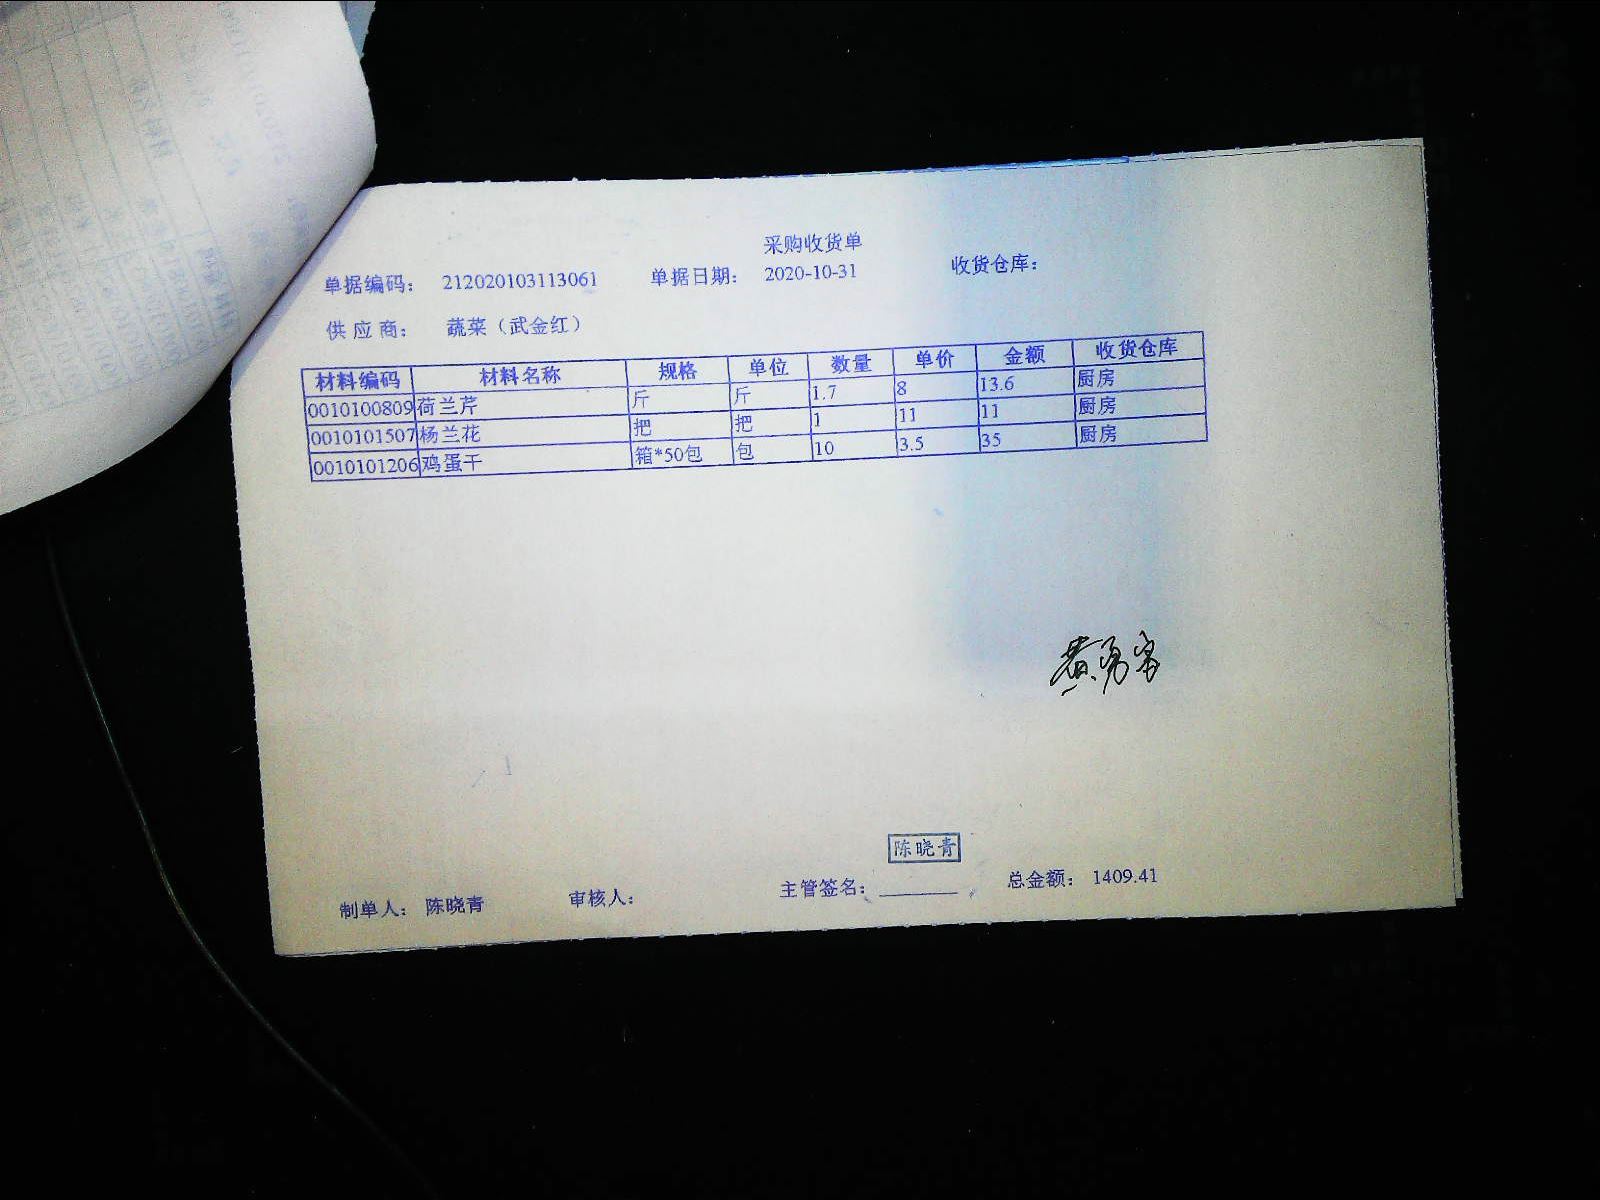 采购收货单
单据编码： 212020103113061 单据日期： 2020-10-31 收货仓库：
供 应 商： 蔬菜（武金红）
材料编码 材料名称 规格 单位 数量 单价 金额 收货仓库
0010100809 荷兰芹 斤 斤 1.7 8 13.6 厨房
0010101507 杨兰花 把 把 1 11 11 厨房
0010101206 鸡蛋干 箱*50包 包 10 3.5 35 厨房
陈晓青
制单人： 陈晓青 审核人： 主管签名： 总金额： 1409.41